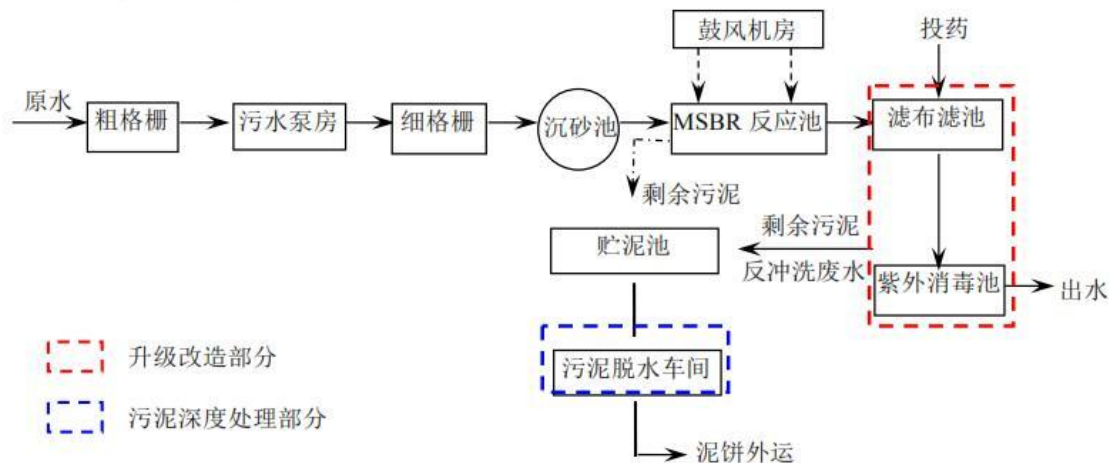 鼓风机房
投药
原水
粗格栅
污水泵房
细格栅
沉砂池
MSBR 反应池
滤布滤池
剩余污泥
剩余污泥
贮泥池
反冲洗废水
紫外消毒池
出水
升级改造部分
污泥脱水车间
污泥深度处理部分
泥饼外运